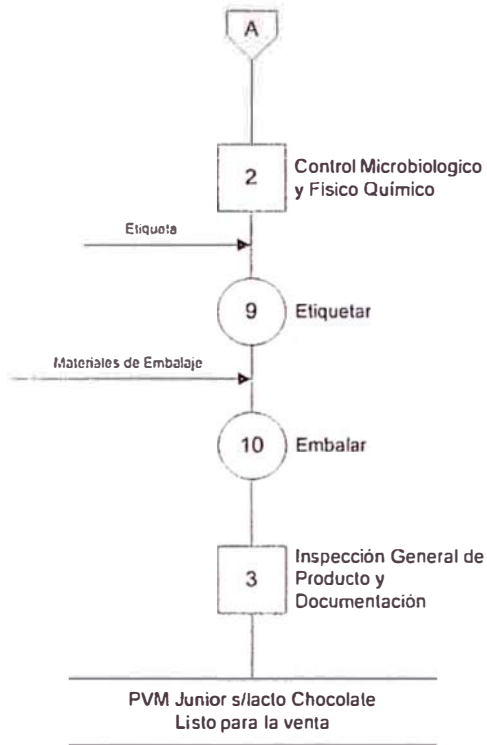 A
2
Control Microbiologico
y Físico Químico
Etiqueta
9
Etiquetar
Materiales de Embalaje
10
Embalar
3
Inspección General de
Producto y
Documentación
PVM Junior s/lacto Chocolate
Listo para la venta